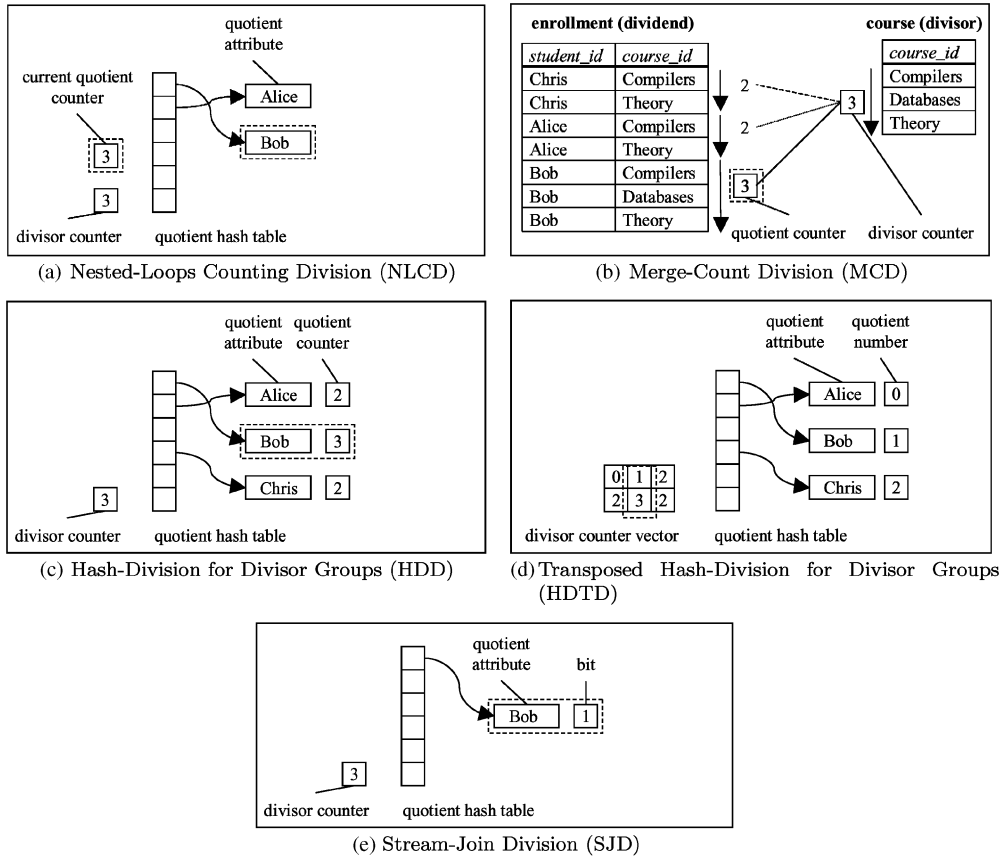 quotient
attribute
current quotient
counter
Alice
Bob
3
3
divisor counter
quotient hash table
(a) Nested-Loops Counting Division (NLCD)
enrollment (dividend)
course (divisor)
student_id course_id
Chris Compilers
Chris Theory
Alice Compilers
Alice Theory
Bob Compilers
Bob Databases
Bob Theory
2
2
3
3
course_id
Compilers
Databases
Theory
quotient counter
divisor counter
(b) Merge-Count Division (MCD)
quotient
attribute
quotient
counter
Alice 2
Bob 3
Chris 2
3
divisor counter
quotient hash table
(c) Hash-Division for Divisor Groups (HDD)
quotient
attribute
quotient
number
Alice 0
Bob 1
Chris 2
0 1 2
2 3 2
divisor counter vector
quotient hash table
(d) Transposed Hash-Division for Divisor Groups
(HDTD)
quotient
attribute
bit
Bob 1
3
divisor counter
quotient hash table
(e) Stream-Join Division (SJD)